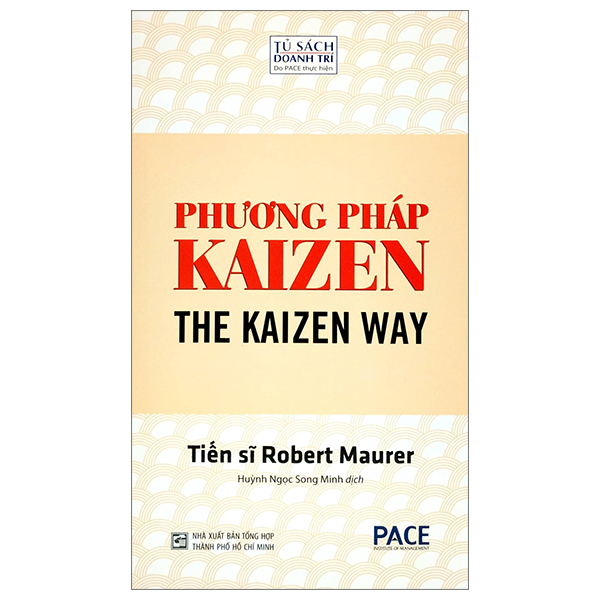 TỦ SÁCH
DOANH TRÍ
Do PACE thực hiện
PHƯƠNG PHÁP
KAIZEN
THE KAIZEN WAY
Tiến sĩ Robert Maurer
Huỳnh Ngọc Song Minh dịch
NHÀ XUẤT BẢN TỔNG HỢP
THÀNH PHỐ HỒ CHÍ MINH
PACE
INSTITUTE OF MANAGEMENT